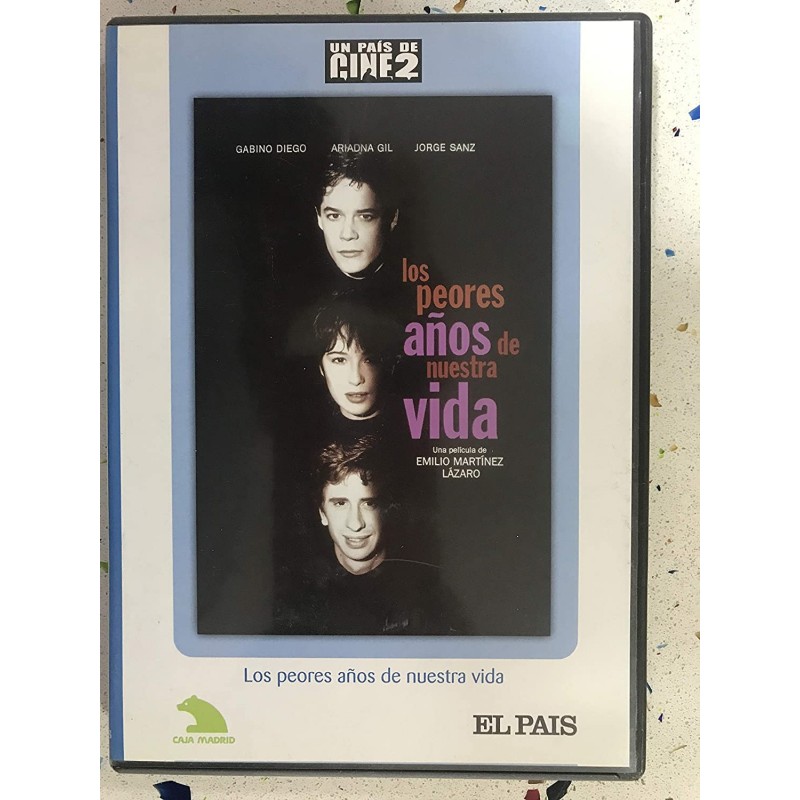 UN PAÍS DE
CINE2
GABINO DIEGO ARIADNA GIL JORGE SANZ
los
peores
años de
nuestra
vida
Una película de
EMILIO MARTÍNEZ
LÁZARO
Los peores años de nuestra vida
CAJA MADRID
EL PAIS